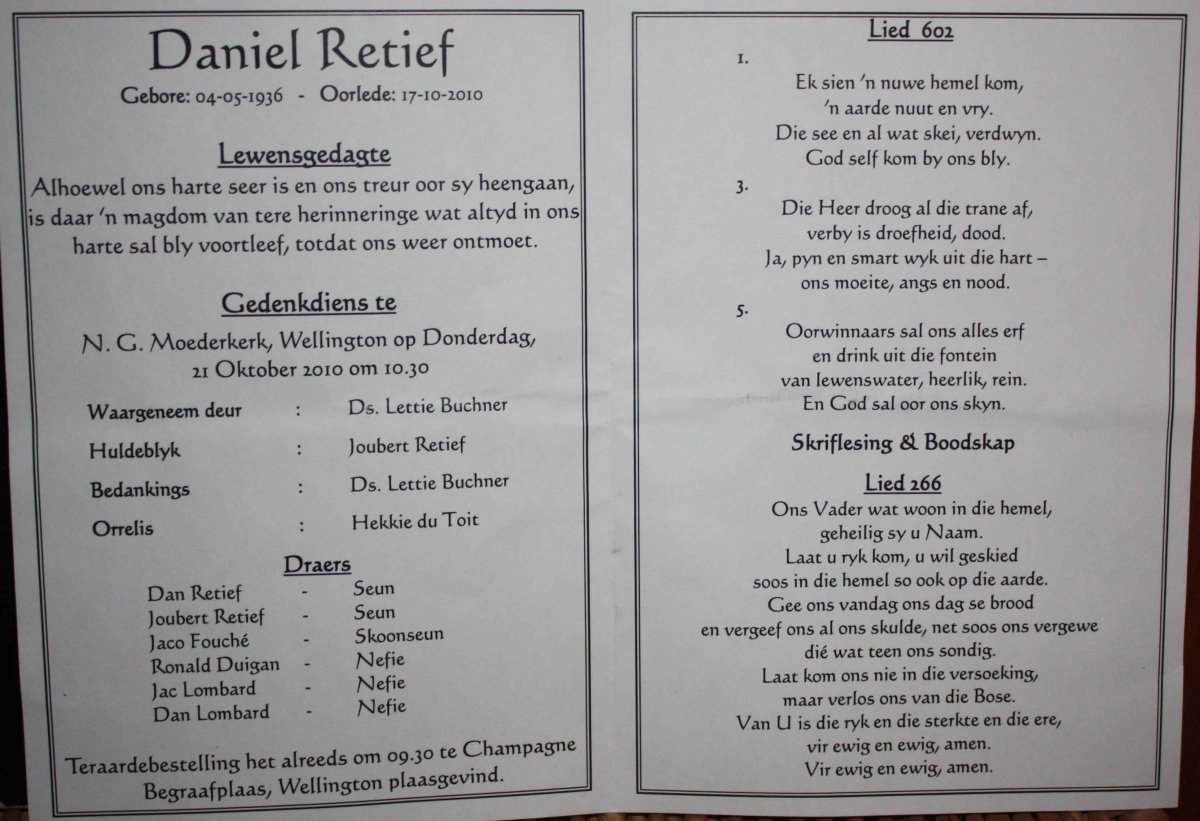 Daniel Retief
Gebore: 04-05-1936 - Oorlede: 17-10-2010
Lewensgedagte
Alhoewel ons harte seer is en ons treur oor sy heengaan,
is daar 'n magdom van tere herinneringe wat altyd in ons
harte sal bly voortleef, totdat ons weer ontmoet.
Gedenkdiens te
N. G. Moederkerk, Wellington op Donderdag,
21 Oktober 2010 om 10.30
Waargeneem deur : Ds. Lettie Buchner
Huldeblyk : Joubert Retief
Bedankings : Ds. Lettie Buchner
Orrelis : Hekkie du Toit
Draers
Dan Retief - Seun
Joubert Retief - Seun
Jaco Fouché - Skoonseun
Ronald Duigan - Nefie
Jac Lombard - Nefie
Dan Lombard - Nefie
Teraardebestelling het alreeds om 09.30 te Champagne
Begraafplaas, Wellington plaasgevind.
Lied 602
1.
Ek sien 'n nuwe hemel kom,
'n aarde nuut en vry.
Die see en al wat skei, verdwyn.
God self kom by ons bly.
3.
Die Heer droog al die trane af,
verby is droefheid, dood.
Ja, pyn en smart wyk uit die hart –
ons moeite, angs en nood.
5.
Oorwinnaars sal ons alles erf
en drink uit die fontein
van lewenswater, heerlik, rein.
En God sal oor ons skyn.
Skriflesing & Boodskap
Lied 266
Ons Vader wat woon in die hemel,
geheilig sy u Naam.
Laat u ryk kom, u wil geskied
soos in die hemel so ook op die aarde.
Gee ons vandag ons dag se brood
en vergeef ons al ons skulde, net soos ons vergewe
dié wat teen ons sondig.
Laat kom ons nie in die versoeking,
maar verlos ons van die Bose.
Van U is die ryk en die sterkte en die ere,
vir ewig en ewig, amen.
Vir ewig en ewig, amen.